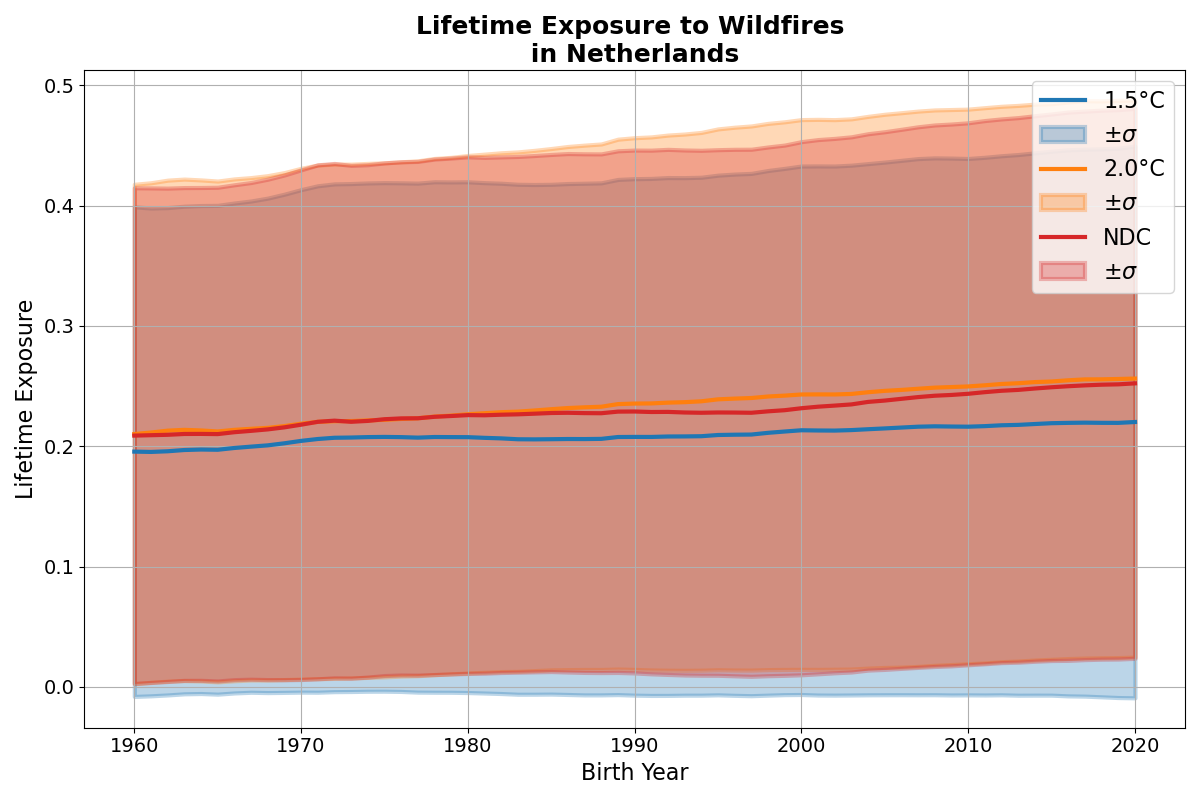 Lifetime Exposure to Wildfires
in Netherlands
0.5
0.4
0.3
0.2
0.1
0.0
Lifetime Exposure
1960
1970
1980
1990
2000
2010
2020
Birth Year
1.5°C
±σ
2.0°C
±σ
NDC
±σ